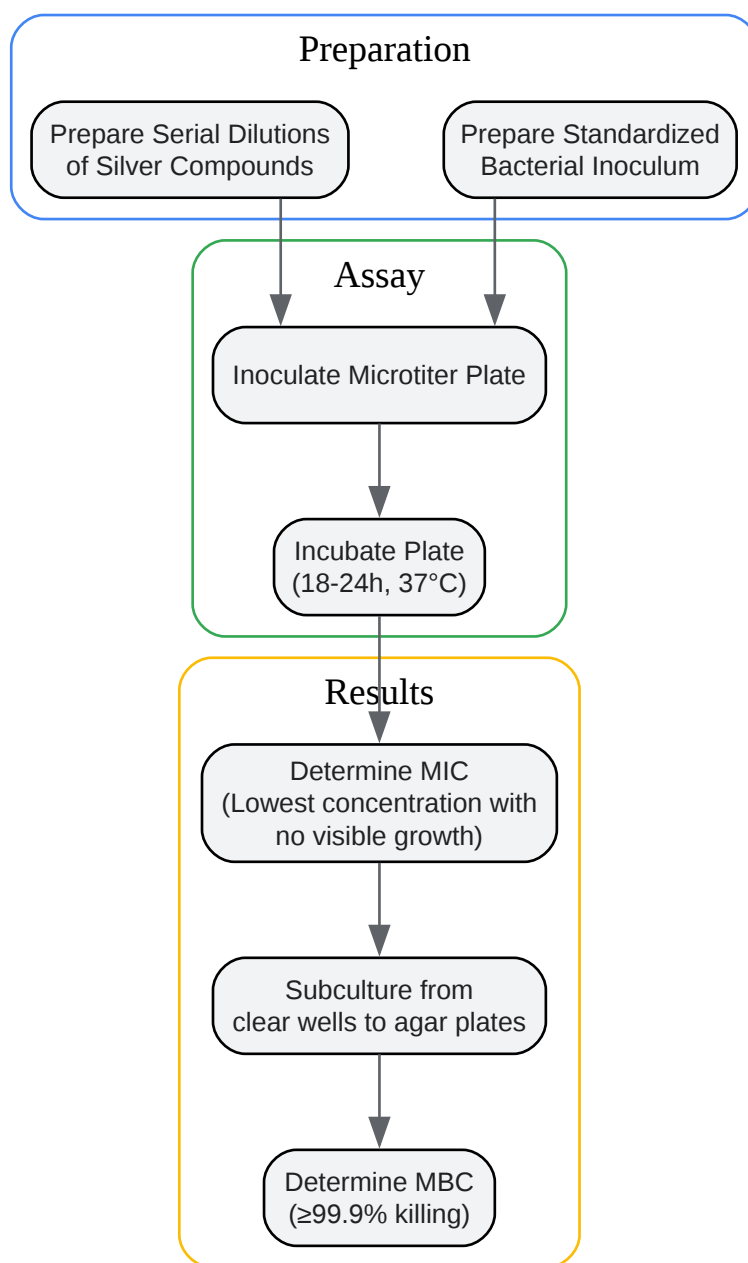 Preparation
Prepare Serial Dilutions
of Silver Compounds
Prepare Standardized
Bacterial Inoculum
Assay
Inoculate Microtiter Plate
Incubate Plate
(18-24h, 37°C)
Results
Determine MIC
(Lowest concentration with
no visible growth)
Subculture from
clear wells to agar plates
Determine MBC
(≥99.9% killing)